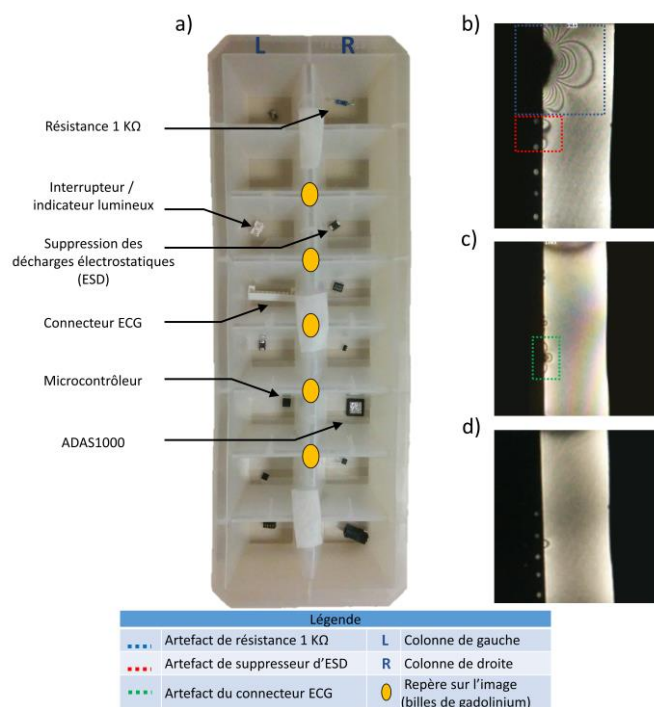 a)
L R
Résistance 1 KΩ
Interrupteur /
indicateur lumineux
Suppression des
décharges électrostatiques
(ESD)
Connecteur ECG
Microcontrôleur
ADAS1000
b)
c)
d)
Légende
Artefact de résistance 1 KΩ L Colonne de gauche
Artefact de suppresseur d’ESD R Colonne de droite
Artefact du connecteur ECG Repère sur l’image
(billes de gadolinium)